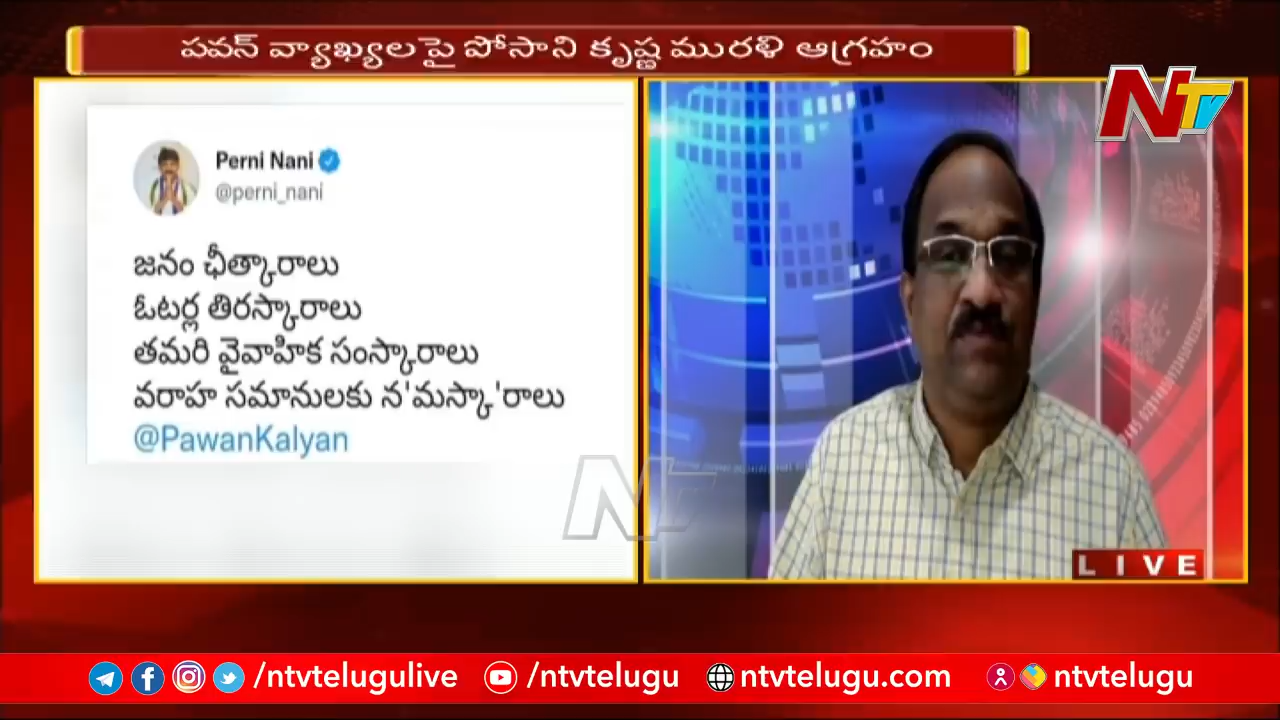 పవన్ వ్యాఖ్యలపై పోసాని కృష్ణ మురళి ఆగ్రహం
NTV
Perni Nani
@perni_nani
జనం ఛీత్కారాలు
ఓటర్ల తిరస్కారాలు
తమరి వైవాహిక సంస్కారాలు
వరాహ సమానులకు న'మస్కా'రాలు
@PawanKalyan
NTV
LIVE
/ntvtelugulive
/ntvtelugu
ntvtelugu.com
ntvtelugu